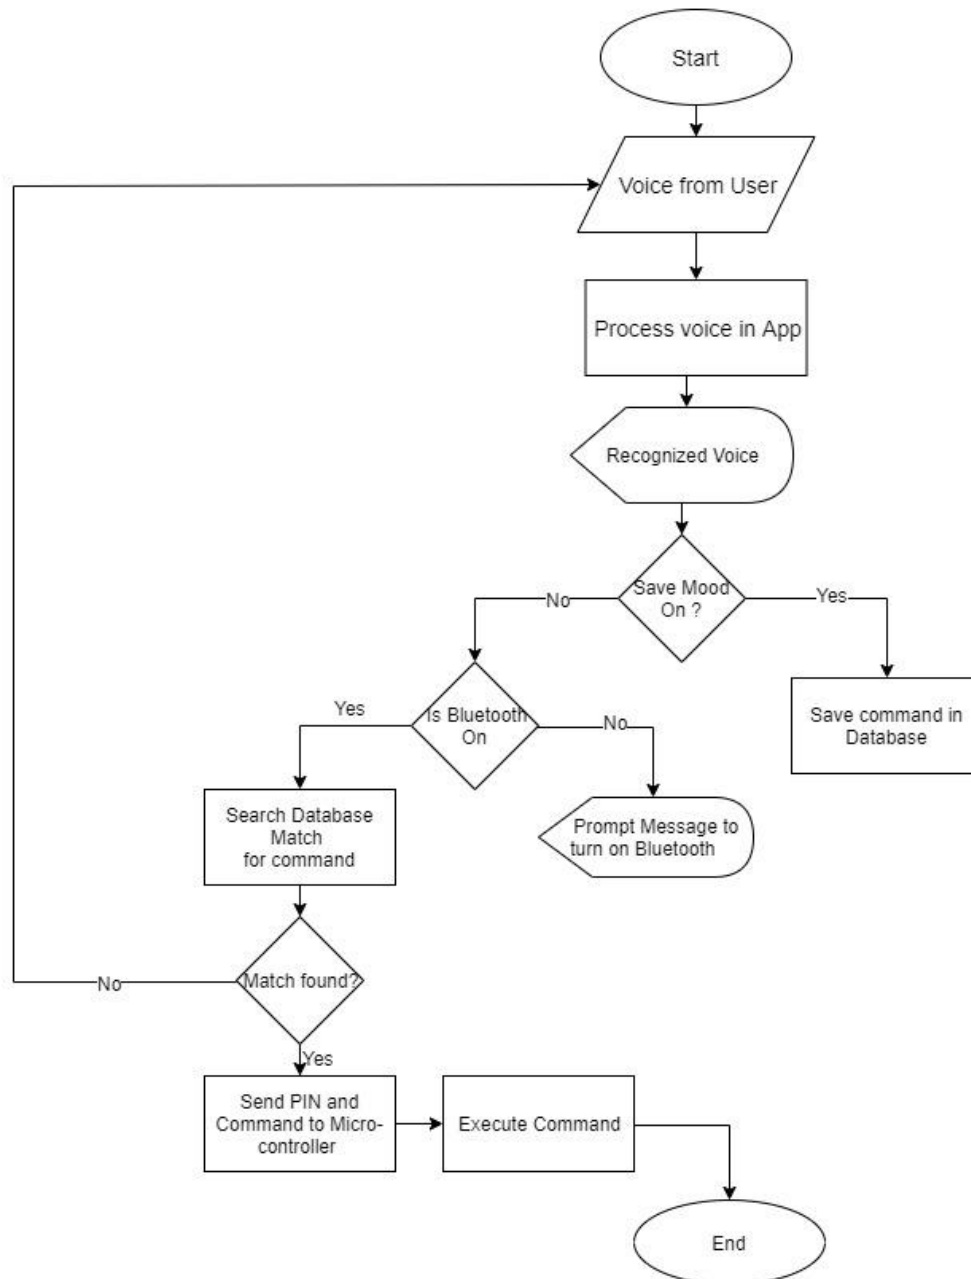 Start
Voice from User
Process voice in App
Recognized Voice
Save Mood
On ?
No
Yes
Is Bluetooth
On
Yes
No
Save command in
Database
Search Database
Match
for command
Prompt Message to
turn on Bluetooth
Match found?
No
Yes
Send PIN and
Command to Micro-
controller
Execute Command
End